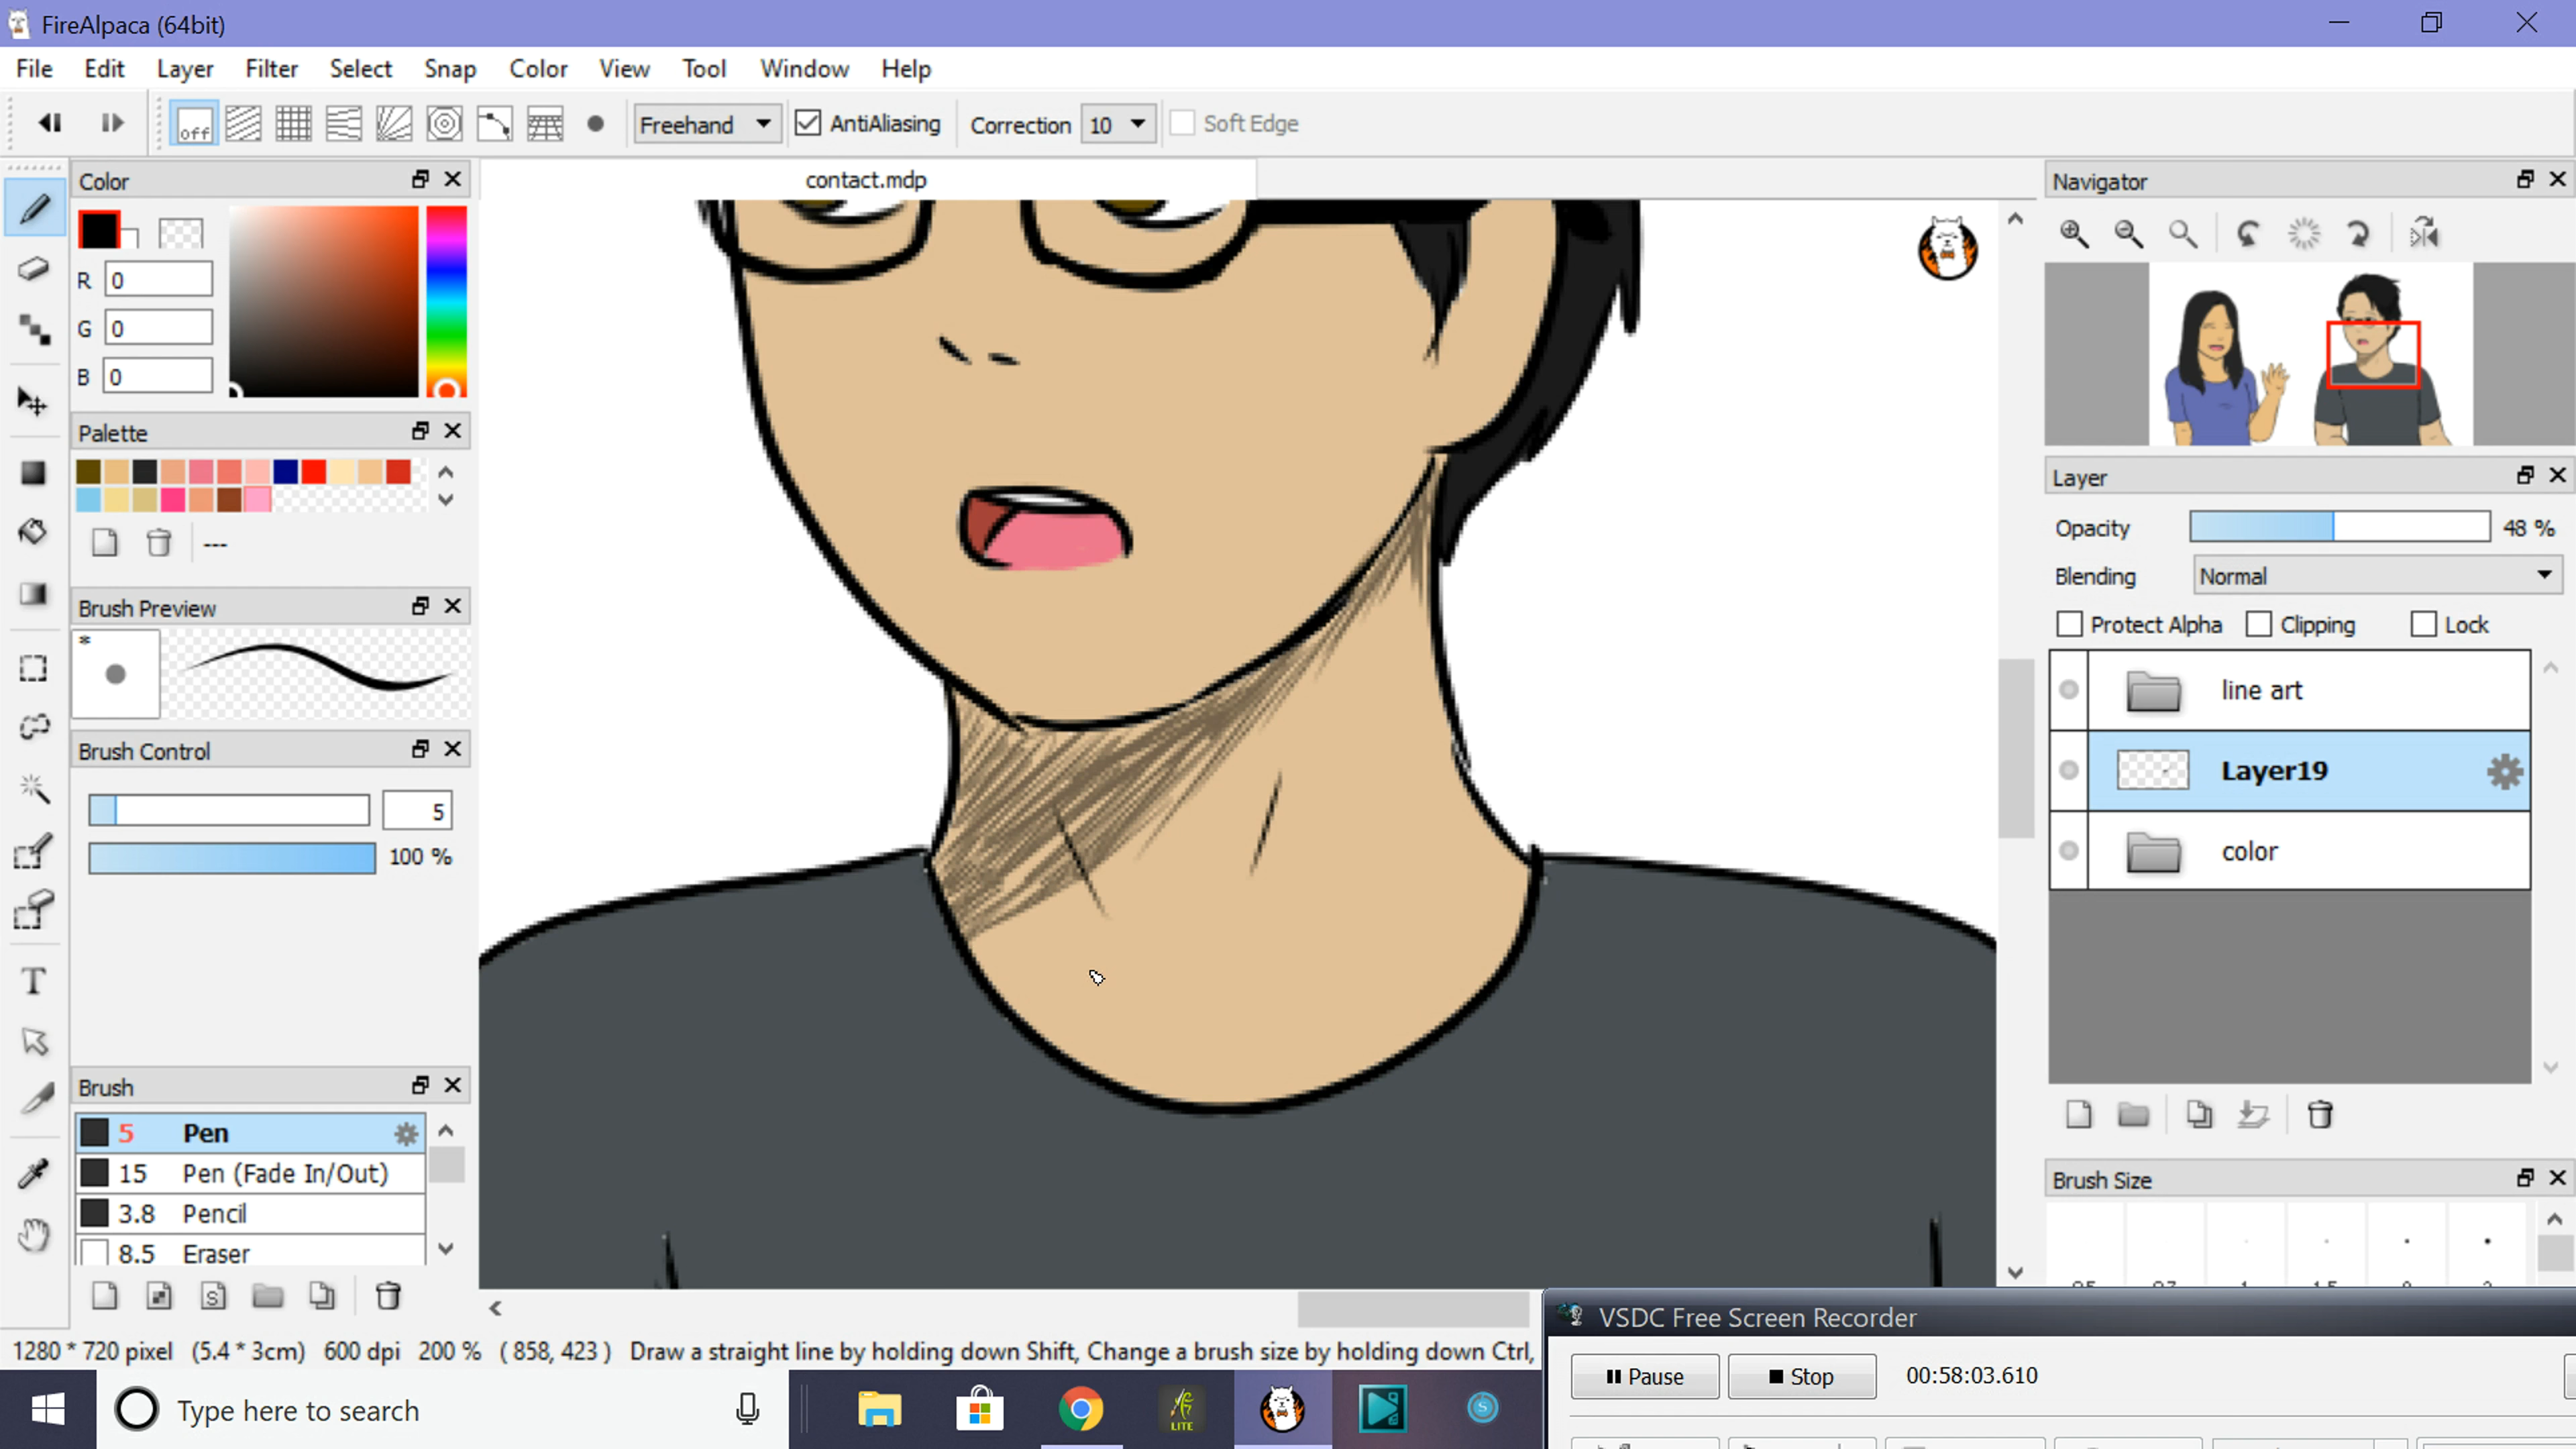 FireAlpaca (64bit)
File Edit Layer Filter Select Snap Color View Tool Window Help
off Freehand AntiAliasing Correction 10 Soft Edge
Color
R 0
G 0
B 0
Palette
---
Brush Preview
*
Brush Control
5
100 %
T
Brush
5 Pen
15 Pen (Fade In/Out)
3.8 Pencil
8.5 Eraser
S
contact.mdp
Navigator
Layer
Opacity 48 %
Blending Normal
Protect Alpha Clipping Lock
line art
Layer19
color
Brush Size
1280 * 720 pixel (5.4 * 3cm) 600 dpi 200 % ( 858, 423 ) Draw a straight line by holding down Shift, Change a brush size by holding down Ctrl,
VSDC Free Screen Recorder
Pause Stop 00:58:03.610
Type here to search
LITE
S